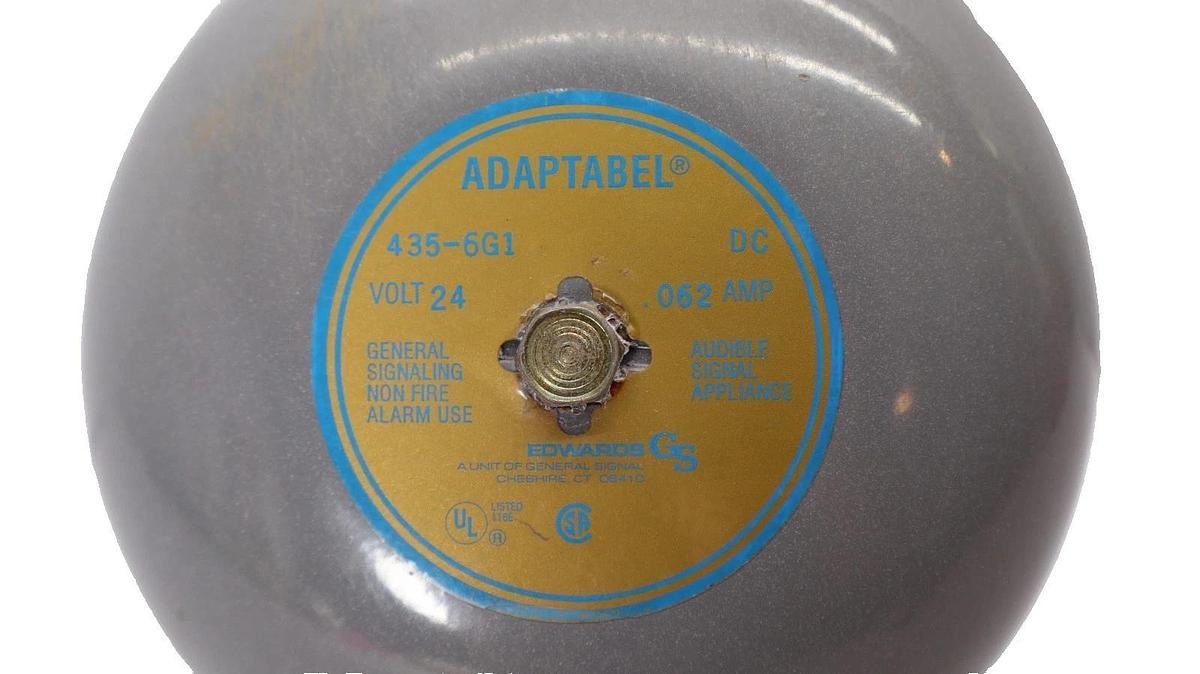 ADAPTABEL®
435-6G1 DC
VOLT 24 .062 AMP
GENERAL
SIGNALING
NON FIRE
ALARM USE
AUDIBLE
SIGNAL
APPLIANCE
EDWARDS GS
A UNIT OF GENERAL SIGNAL
CHESHIRE, CT 06410
UL ® LISTED
SA